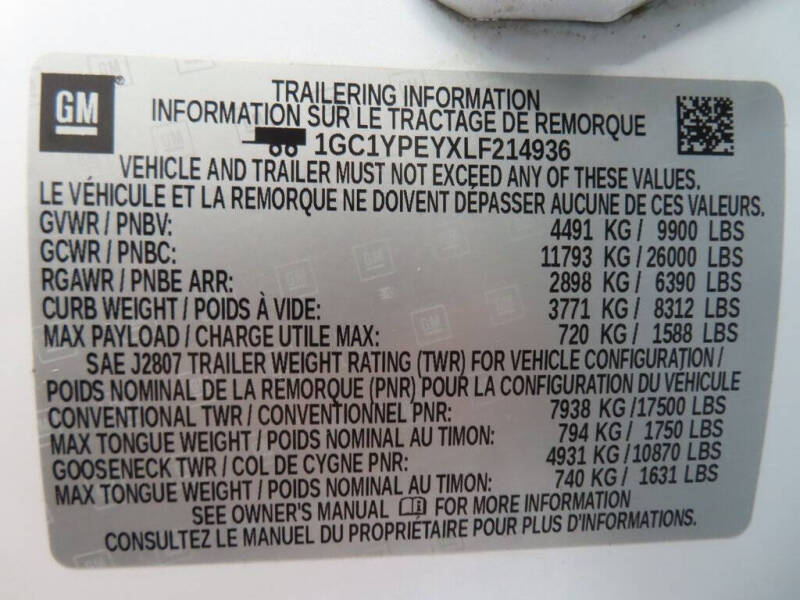 GM
TRAILERING INFORMATION
INFORMATION SUR LE TRACTAGE DE REMORQUE
1GC1YPEYXLF214936
VEHICLE AND TRAILER MUST NOT EXCEED ANY OF THESE VALUES.
LE VÉHICULE ET LA REMORQUE NE DOIVENT DÉPASSER AUCUNE DE CES VALEURS.
GVWR / PNBV: 4491 KG / 9900 LBS
GCWR / PNBC: 11793 KG / 26000 LBS
RGAWR / PNBE ARR: 2898 KG / 6390 LBS
CURB WEIGHT / POIDS À VIDE: 3771 KG / 8312 LBS
MAX PAYLOAD / CHARGE UTILE MAX: 720 KG / 1588 LBS
SAE J2807 TRAILER WEIGHT RATING (TWR) FOR VEHICLE CONFIGURATION /
POIDS NOMINAL DE LA REMORQUE (PNR) POUR LA CONFIGURATION DU VÉHICULE
CONVENTIONAL TWR / CONVENTIONNEL PNR: 7938 KG / 17500 LBS
MAX TONGUE WEIGHT / POIDS NOMINAL AU TIMON: 794 KG / 1750 LBS
GOOSENECK TWR / COL DE CYGNE PNR: 4931 KG / 10870 LBS
MAX TONGUE WEIGHT / POIDS NOMINAL AU TIMON: 740 KG / 1631 LBS
SEE OWNER'S MANUAL FOR MORE INFORMATION
CONSULTEZ LE MANUEL DU PROPRIÉTAIRE POUR PLUS D'INFORMATIONS.